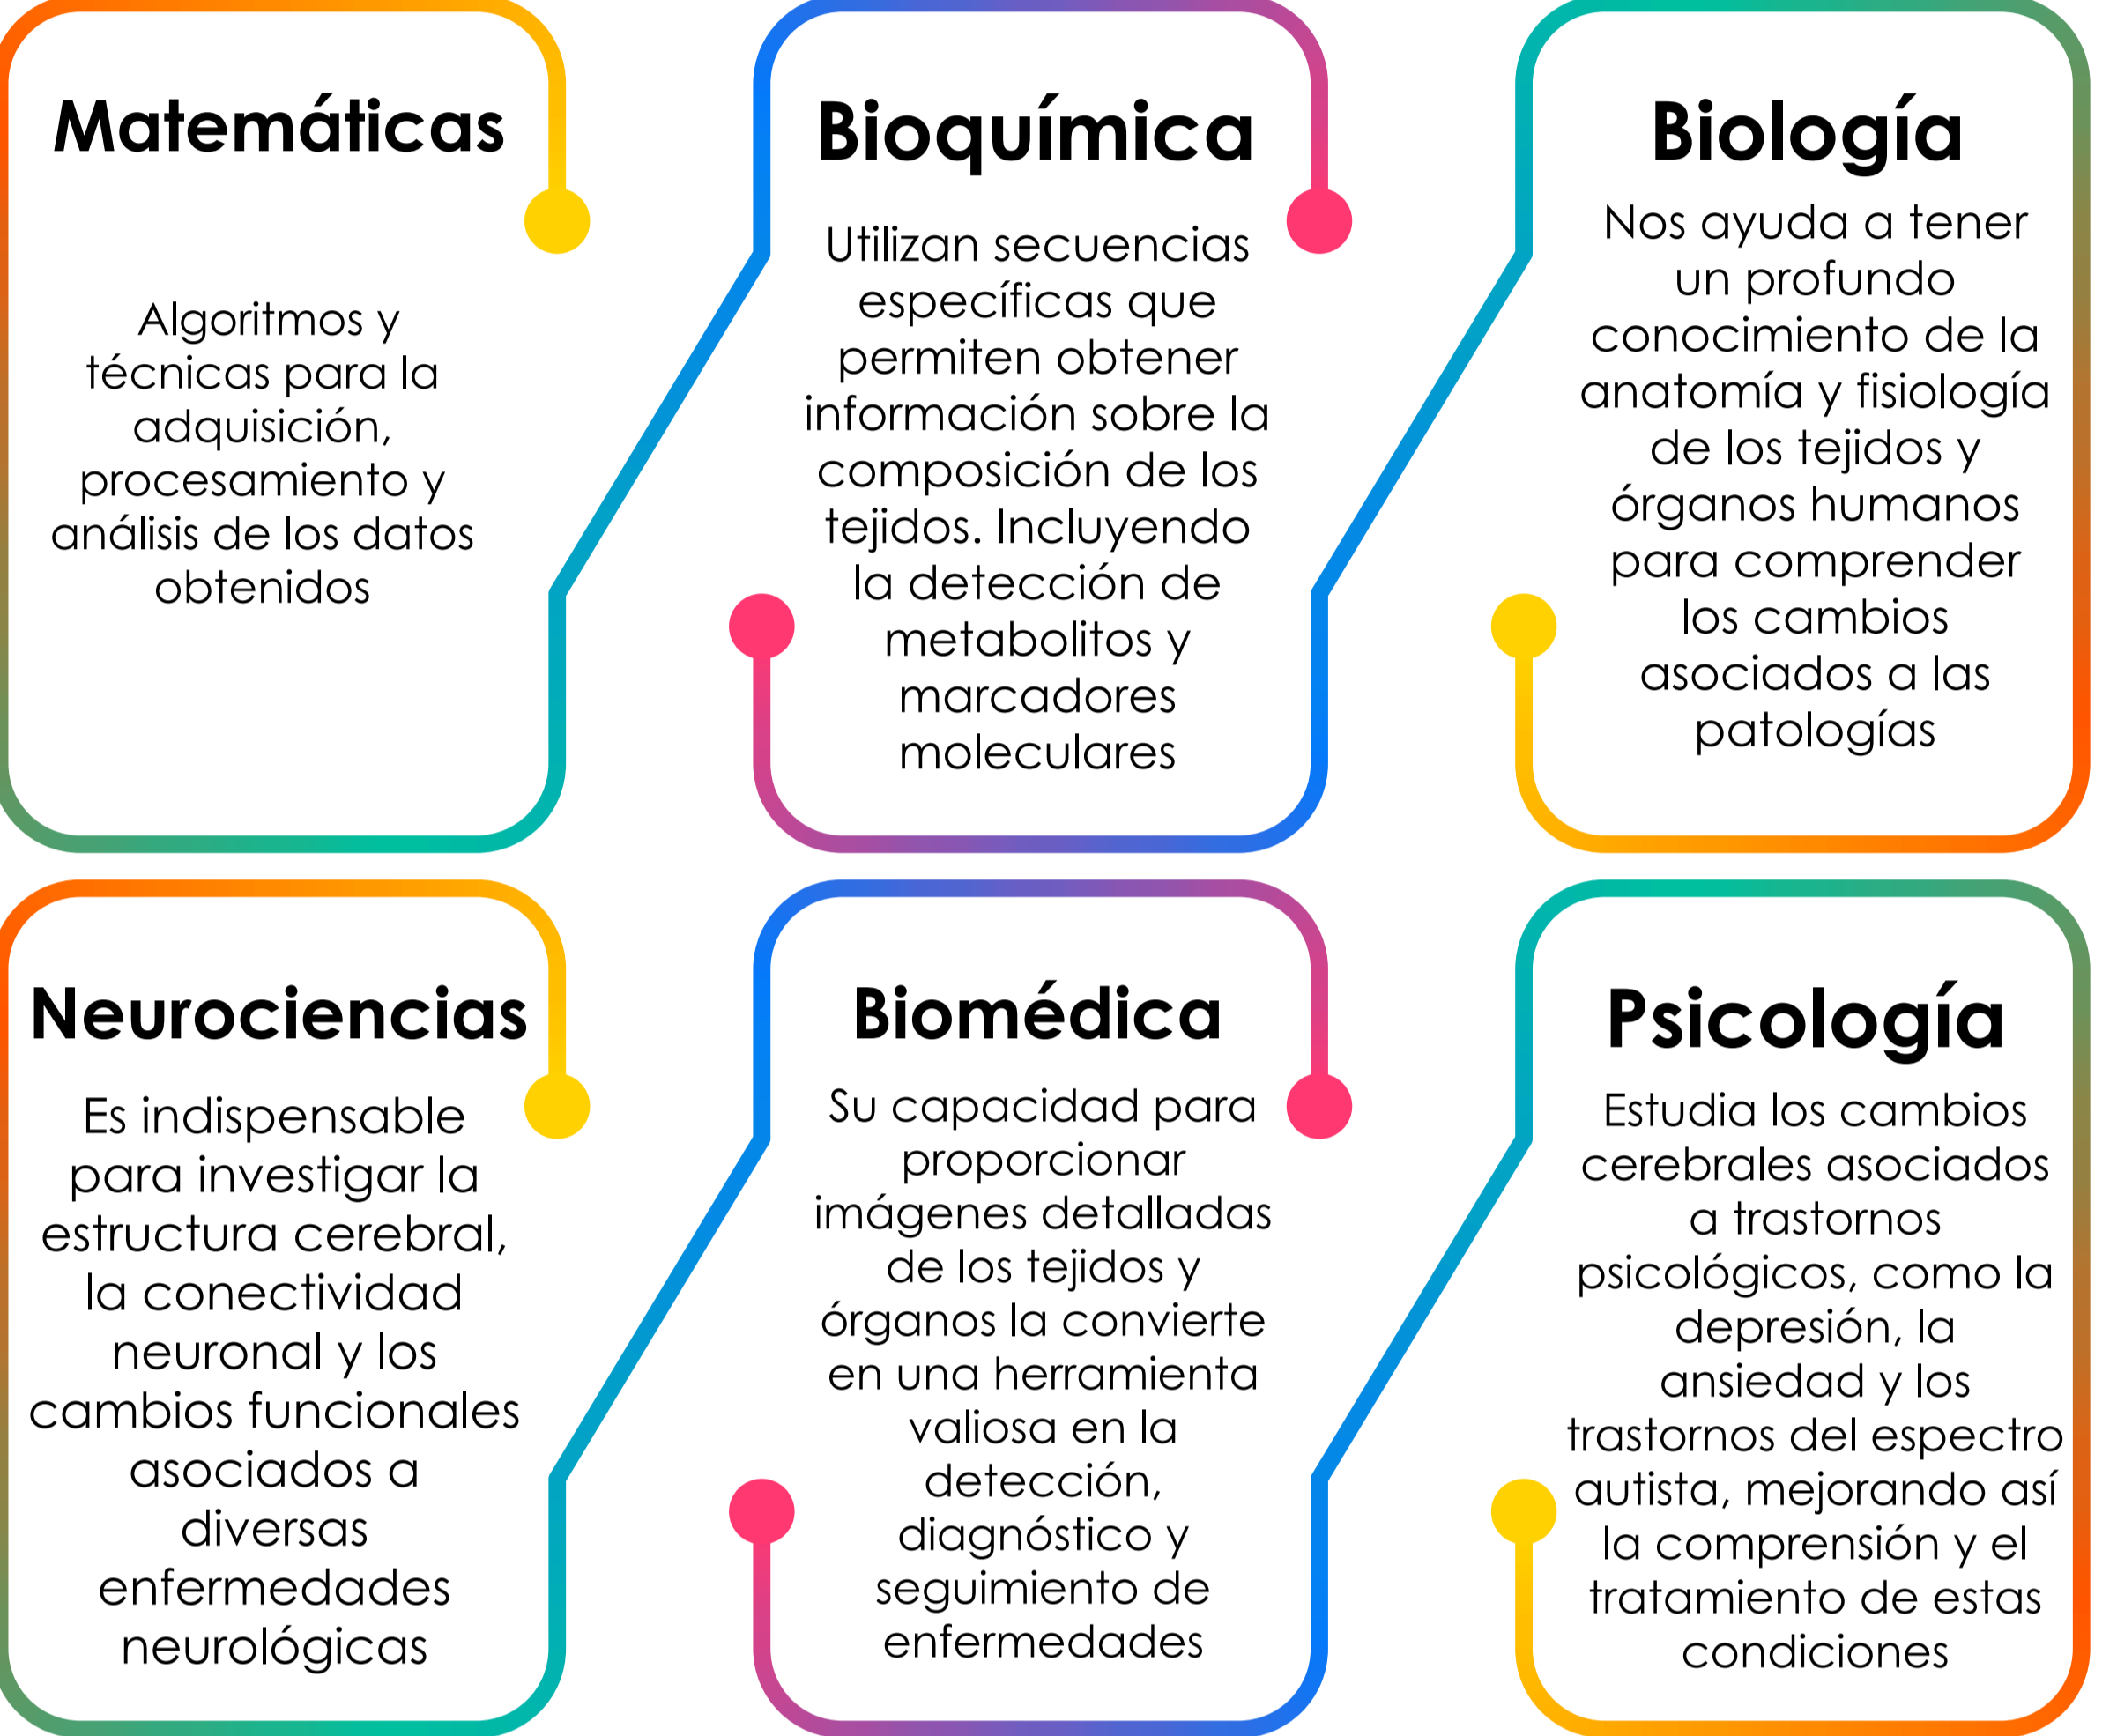 Matemáticas
Algoritmos y
técnicas para la
adquisición,
procesamiento y
análisis de los datos
obtenidos
Bioquímica
Utilizan secuencias
específicas que
permiten obtener
información sobre la
composición de los
tejidos. Incluyendo
la detección de
metabolitos y
marcadores
moleculares
Biología
Nos ayuda a tener
un profundo
conocimiento de la
anatomía y fisiología
de los tejidos y
órganos humanos
para comprender
los cambios
asociados a las
patologías
Neurociencias
Es indispensable
para investigar la
estructura cerebral,
la conectividad
neuronal y los
cambios funcionales
asociados a
diversas
enfermedades
neurológicas
Biomédica
Su capacidad para
proporcionar
imágenes detalladas
de los tejidos y
órganos la convierte
en una herramienta
valiosa en la
detección,
diagnóstico y
seguimiento de
enfermedades
Psicología
Estudia los cambios
cerebrales asociados
a trastornos
psicológicos, como la
depresión, la
ansiedad y los
trastornos del espectro
autista, mejorando así
la comprensión y el
tratamiento de estas
condiciones